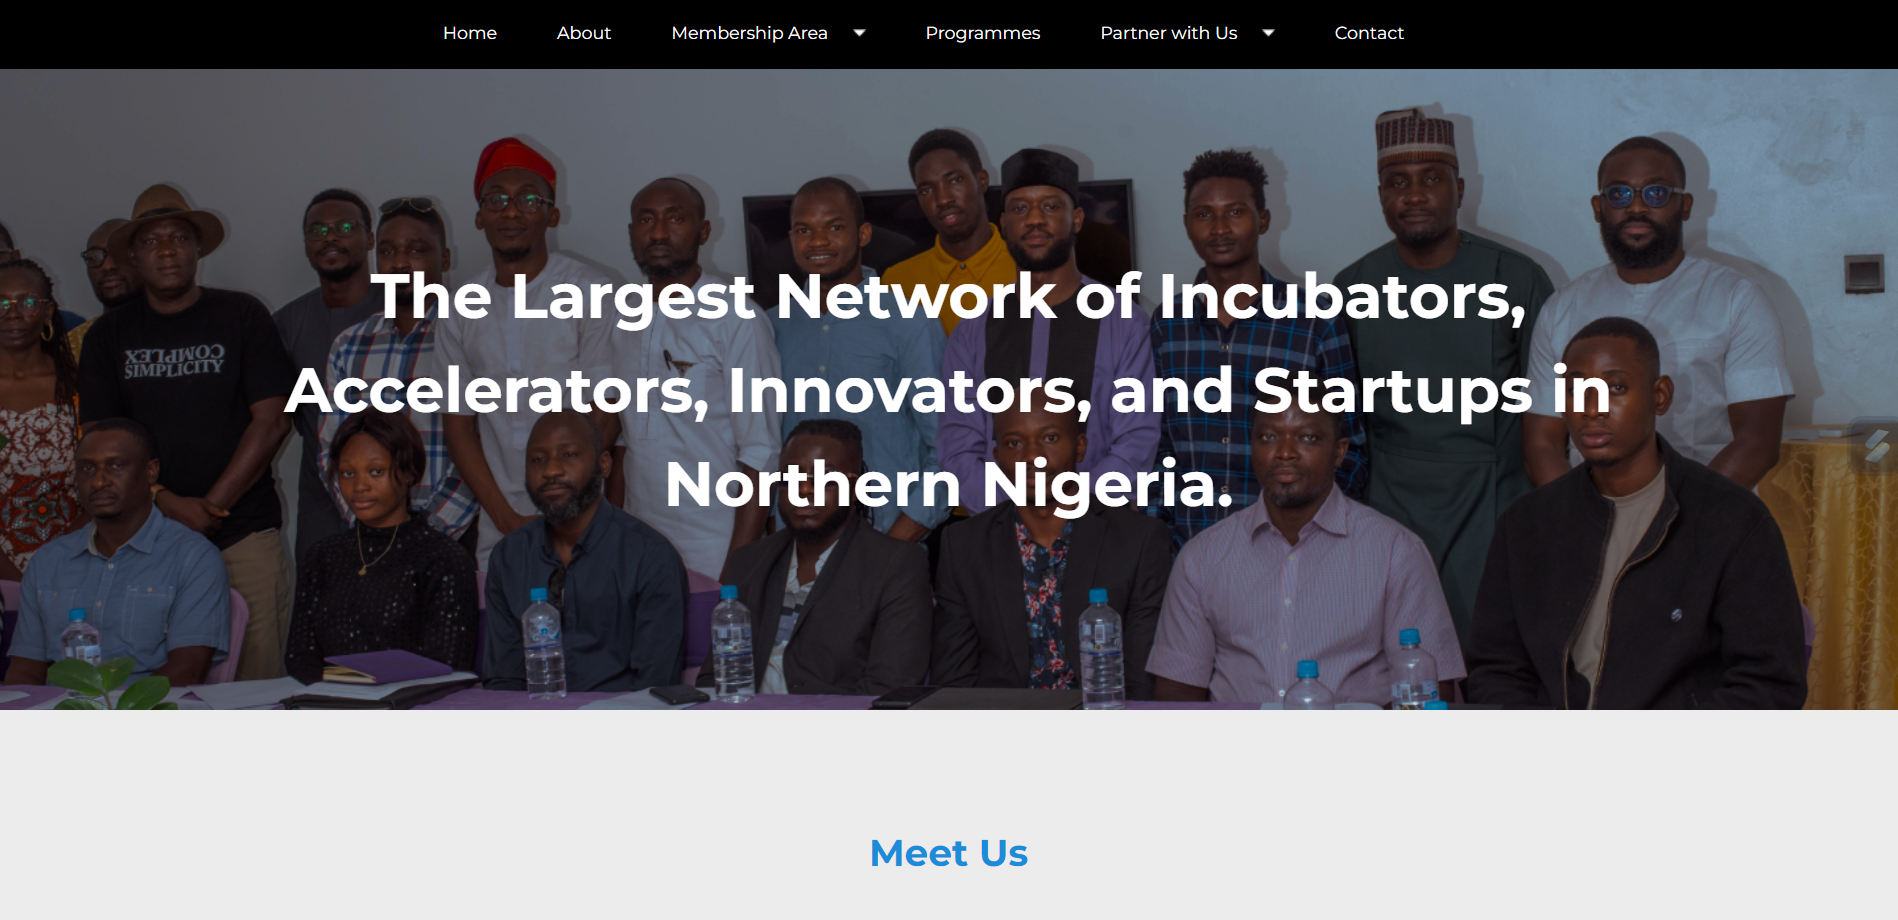 Home About Membership Area Programmes Partner with Us Contact
The Largest Network of Incubators,
Accelerators, Innovators, and Startups in
Northern Nigeria.
COMPLEX
SIMPLICITY
Meet Us